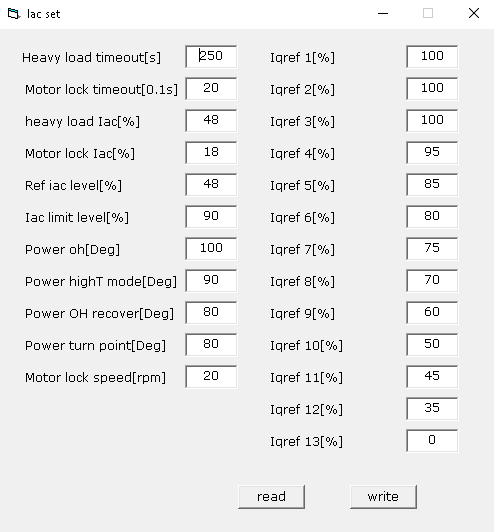 Iac set
Heavy load timeout[s] 250 Iqref 1[%] 100
Motor lock timeout[0.1s] 20 Iqref 2[%] 100
heavy load Iac[%] 48 Iqref 3[%] 100
Motor lock Iac[%] 18 Iqref 4[%] 95
Ref iac level[%] 48 Iqref 5[%] 85
Iac limit level[%] 90 Iqref 6[%] 80
Power oh[Deg] 100 Iqref 7[%] 75
Power highT mode[Deg] 90 Iqref 8[%] 70
Power OH recover[Deg] 80 Iqref 9[%] 60
Power turn point[Deg] 80 Iqref 10[%] 50
Motor lock speed[rpm] 20 Iqref 11[%] 45
Iqref 12[%] 35
Iqref 13[%] 0
read write